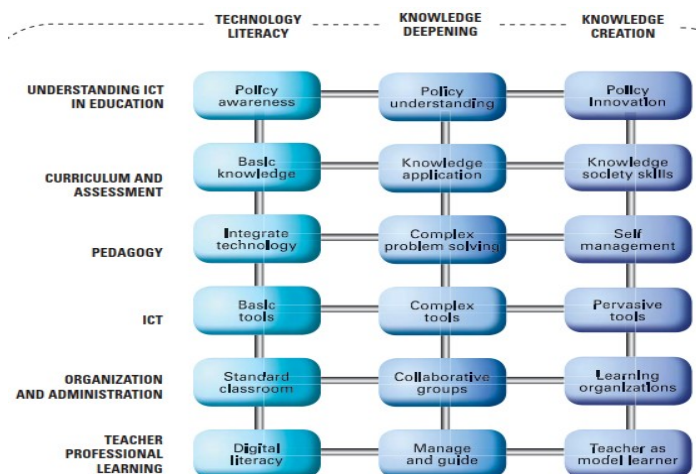 TECHNOLOGY
LITERACY
KNOWLEDGE
DEEPENING
KNOWLEDGE
CREATION
UNDERSTANDING ICT
IN EDUCATION
Policy
awareness
Policy
understanding
Policy
Innovation
CURRICULUM AND
ASSESSMENT
Basic
knowledge
Knowledge
application
Knowledge
society skills
PEDAGOGY
Integrate
technology
Complex
problem solving
Self
management
ICT
Basic
tools
Complex
tools
Pervasive
tools
ORGANIZATION
AND ADMINISTRATION
Standard
classroom
Collaborative
groups
Learning
organizations
TEACHER
PROFESSIONAL
LEARNING
Digital
literacy
Manage
and guide
Teacher as
model learner